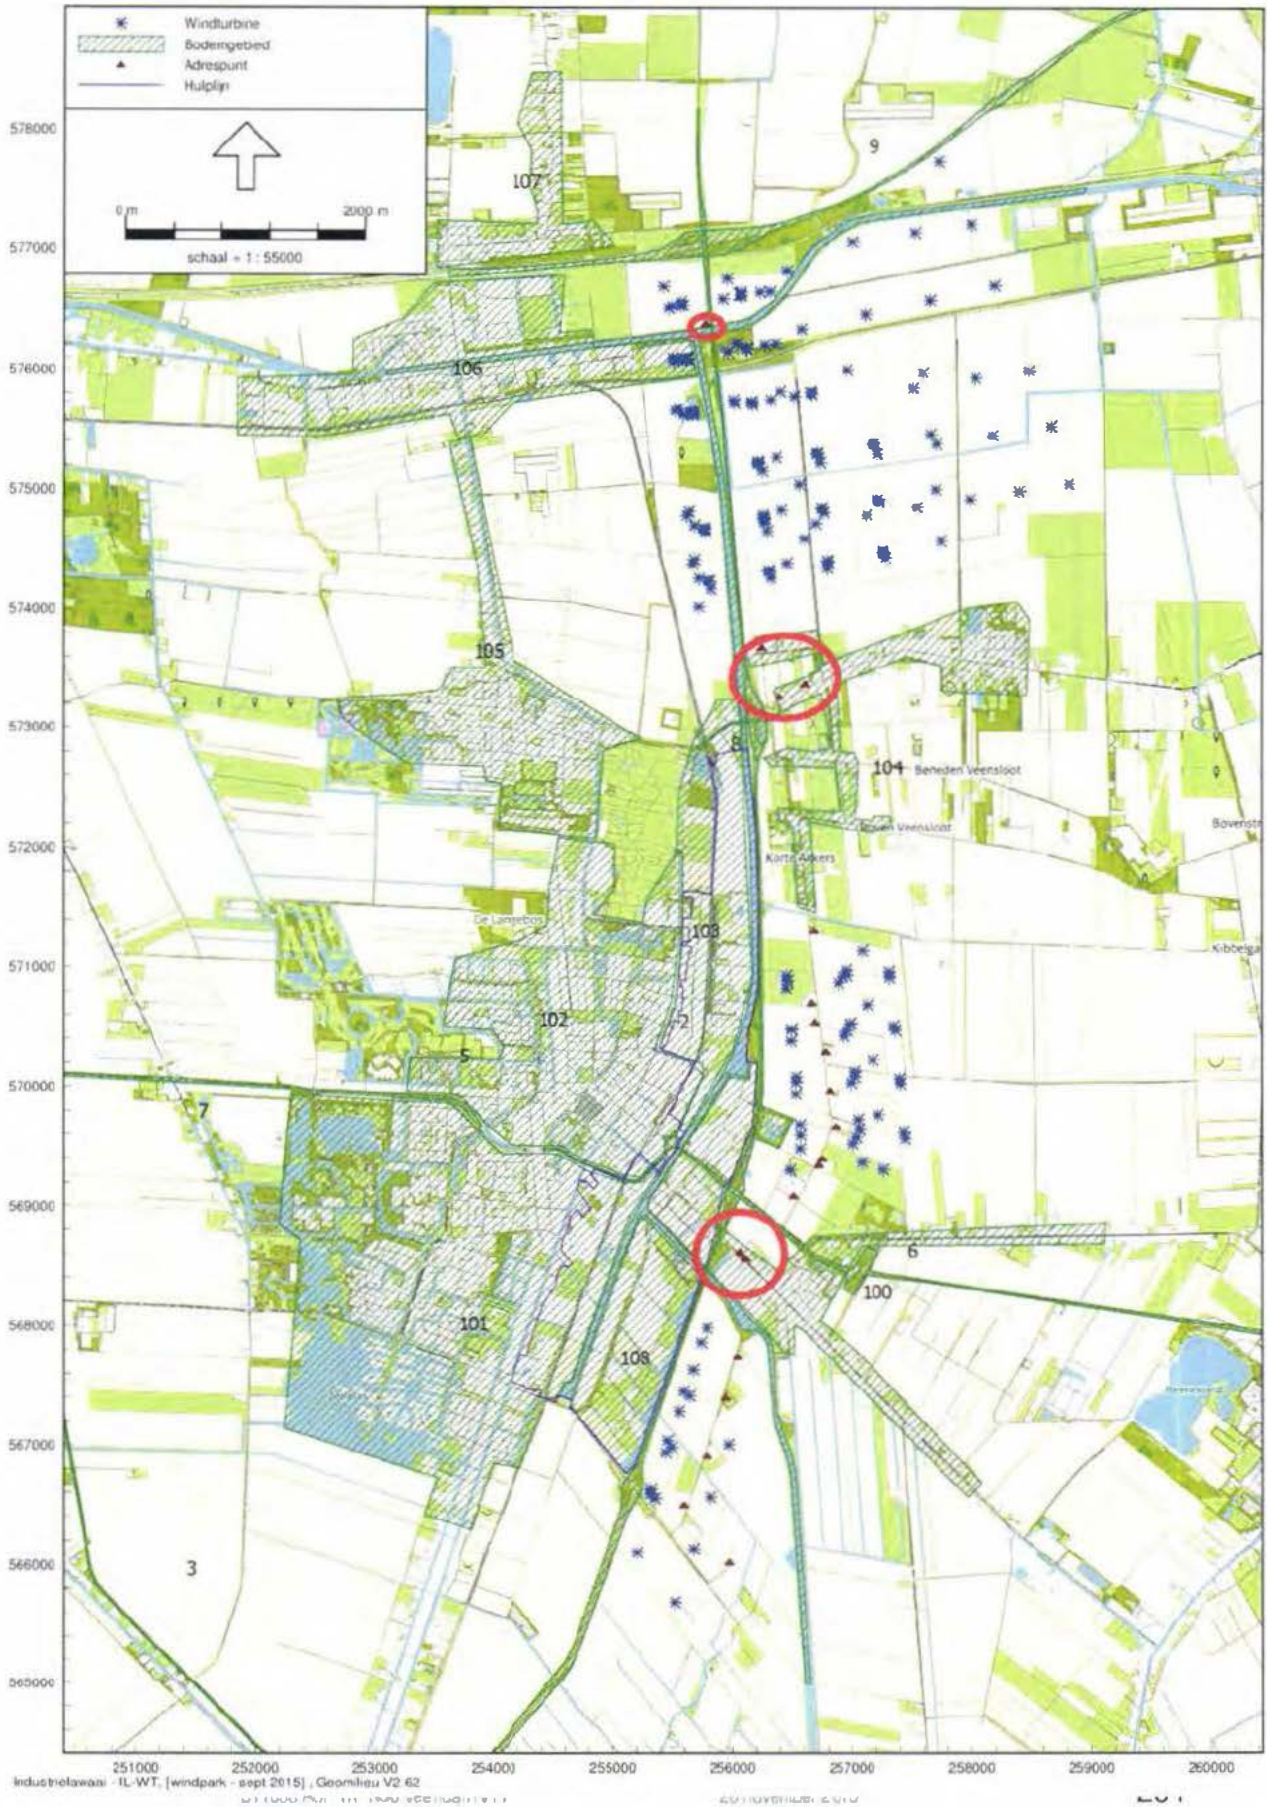 Windturbine
Bodemgebied
Adrespunt
Hulplijn
0 m 2000 m
schaal = 1 : 55000
578000
577000
576000
575000
574000
573000
572000
571000
570000
569000
568000
567000
566000
565000
9
107
106
105
8
104
Beneden Veensloot
Boven Veensloot
Korte Akkers
De Langebos
103
102
2
5
7
6
100
101
108
3
251000 252000 253000 254000 255000 256000 257000 258000 259000 260000
Industrielawaai - IL-WT, [windpark - sept 2015] , Geomilieu V2.62